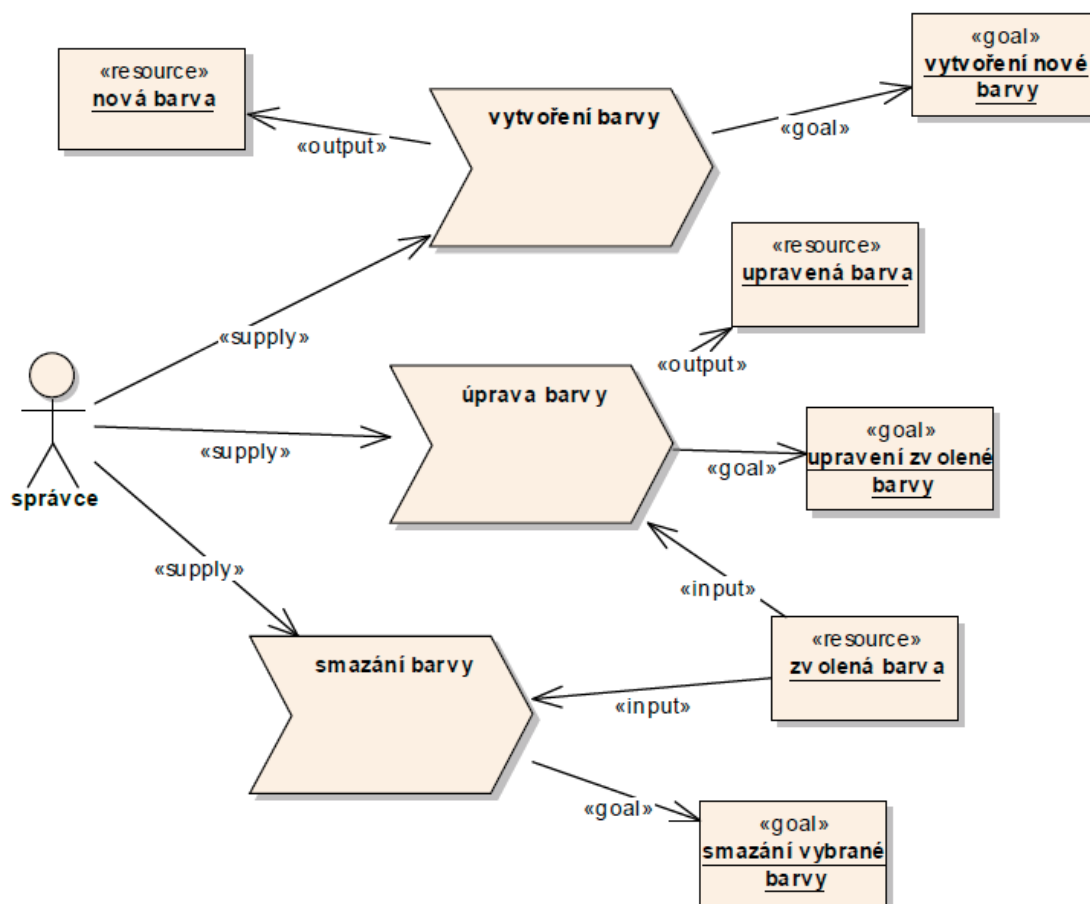 «goal»
vytvoření nové
barvy
«resource»
nová barva
vytvoření barvy
«output»
«goal»
«resource»
upravená barva
«supply»
«output»
úprava barvy
«supply»
«goal»
«goal»
upravení zvolené
barvy
správce
«supply»
«input»
«resource»
zvolená barva
smazání barvy
«input»
«goal»
«goal»
smazání vybrané
barvy